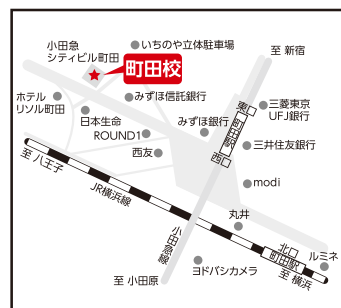 小田急
シティビル町田
いちのや立体駐車場
至 新宿
町田校
ホテル
リソル町田
みずほ信託銀行
日本生命
ROUND1
みずほ銀行
東口
町田駅
西口
三菱東京
UFJ銀行
西友
三井住友銀行
至 八王子
JR横浜線
modi
丸井
小田急線
北口
町田駅
ルミネ
至 小田原
ヨドバシカメラ
至 横浜